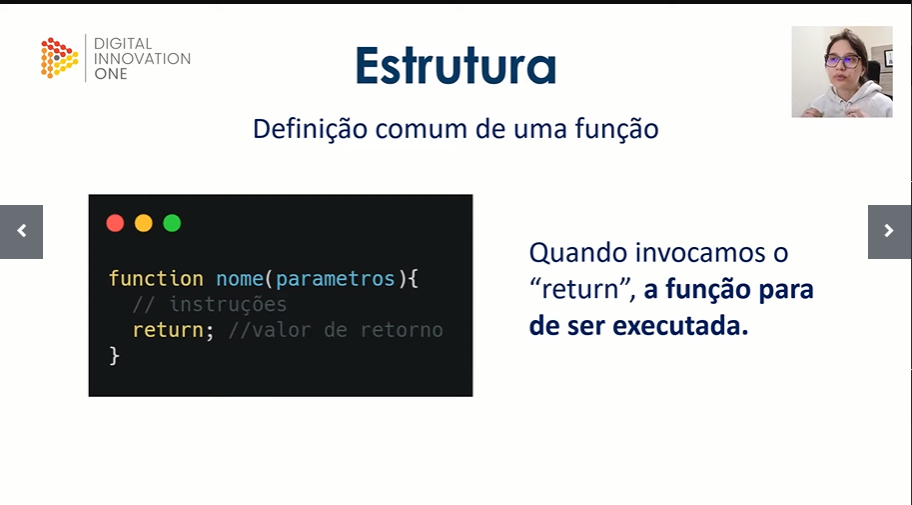 DIGITAL
INNOVATION
ONE
Estrutura
Definição comum de uma função
function nome(parametros){
// instruções
return; //valor de retorno
}
Quando invocamos o
“return”, a função para
de ser executada.